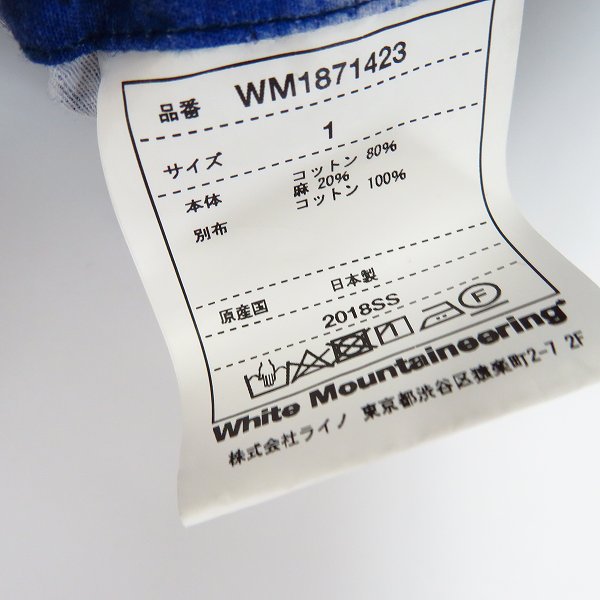 品番 WM1871423
サイズ 1
本体 コットン 80%
麻 20%
別布 コットン 100%
原産国 日本製
2018SS
F
White Mountaineering®
株式会社ライノ 東京都渋谷区猿楽町2-7 2F